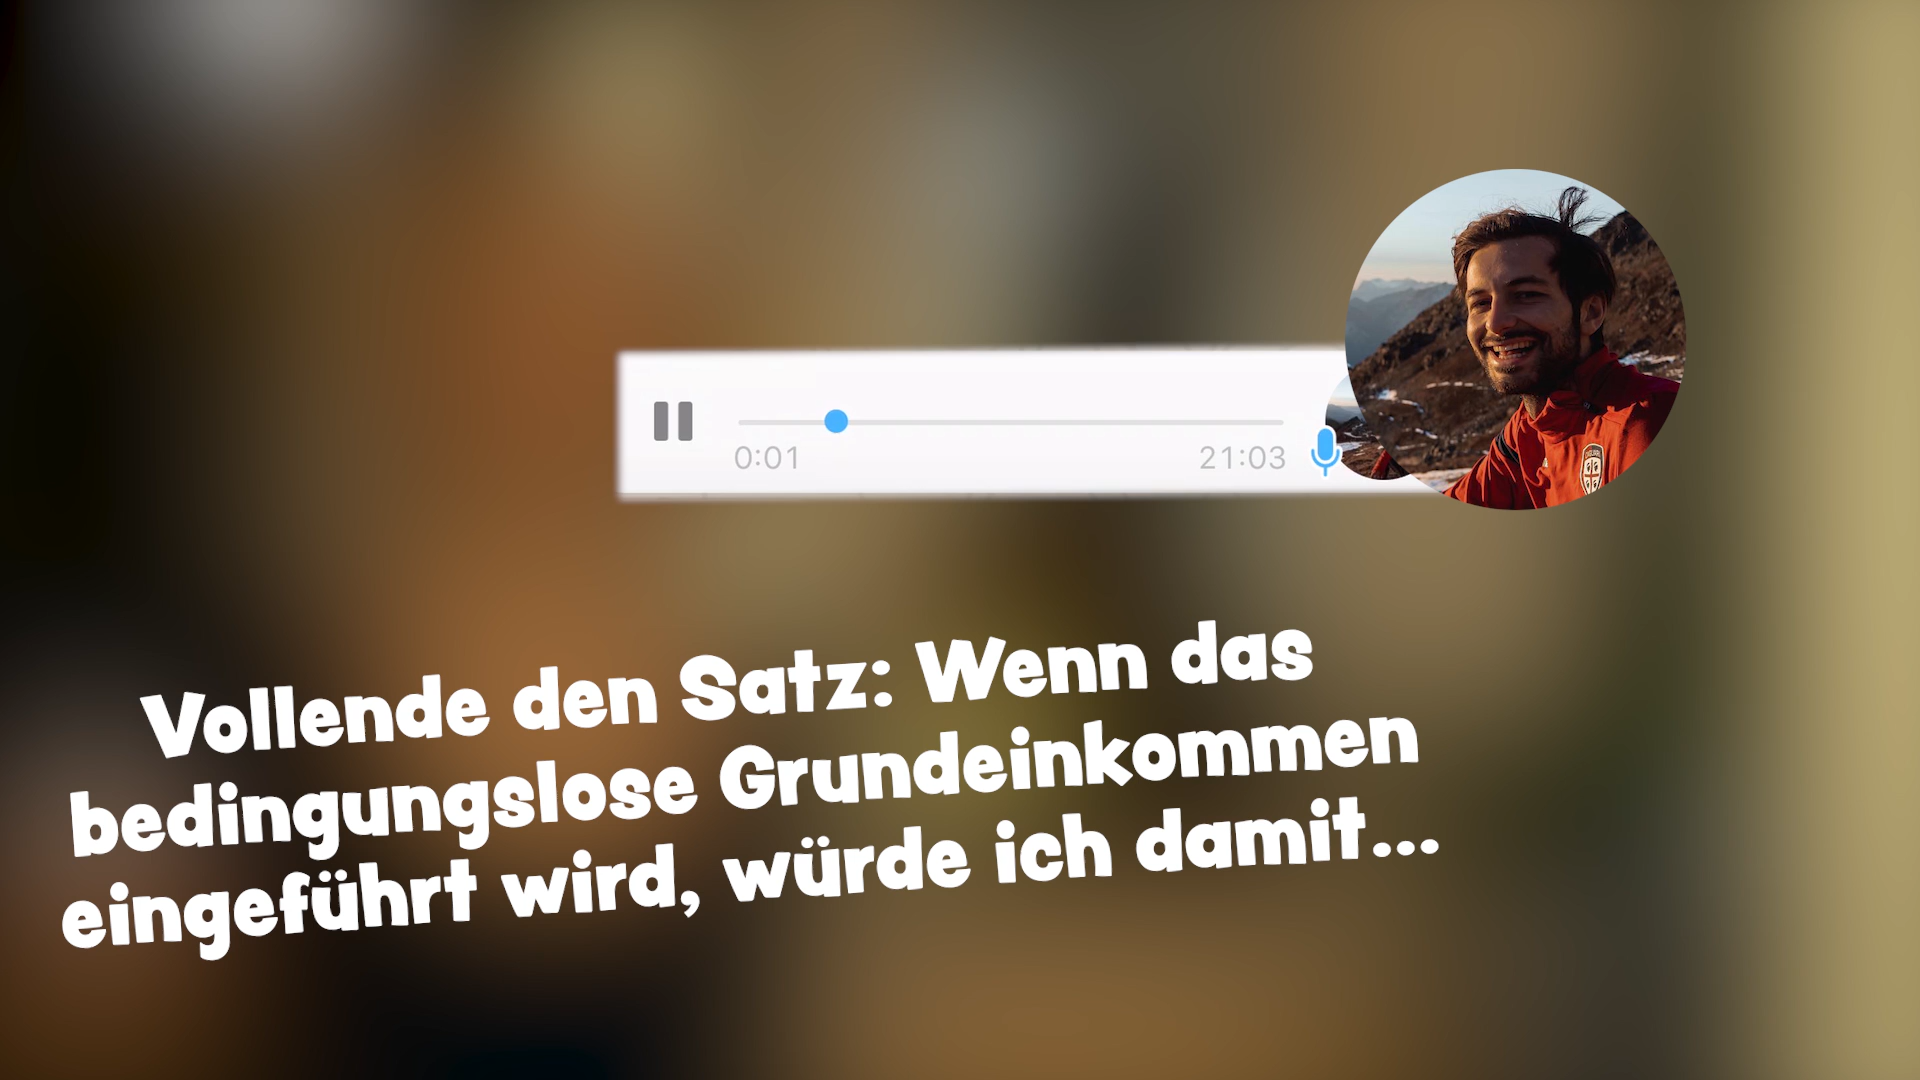 0:01 21:03
Vollende den Satz: Wenn das
bedingungslose Grundeinkommen
eingeführt wird, würde ich damit...